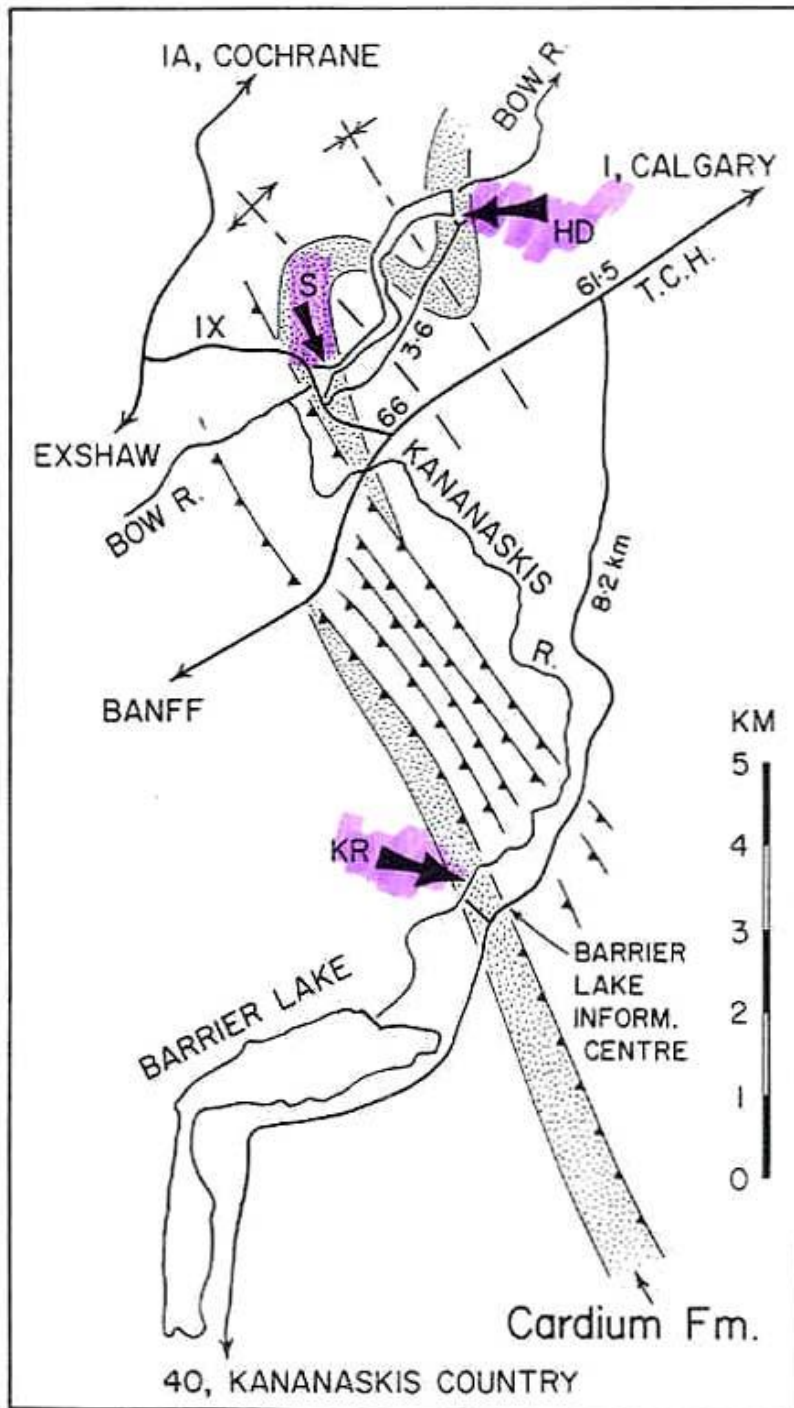 1A, COCHRANE
BOW R.
1, CALGARY
HD
S
61·5
T.C.H.
1X
3·6
66
EXSHAW
BOW R.
KANANASKIS
R.
8·2 km
BANFF
KM
5
4
KR
3
BARRIER LAKE
BARRIER
LAKE
INFORM.
CENTRE
2
1
0
Cardium Fm.
40, KANANASKIS COUNTRY